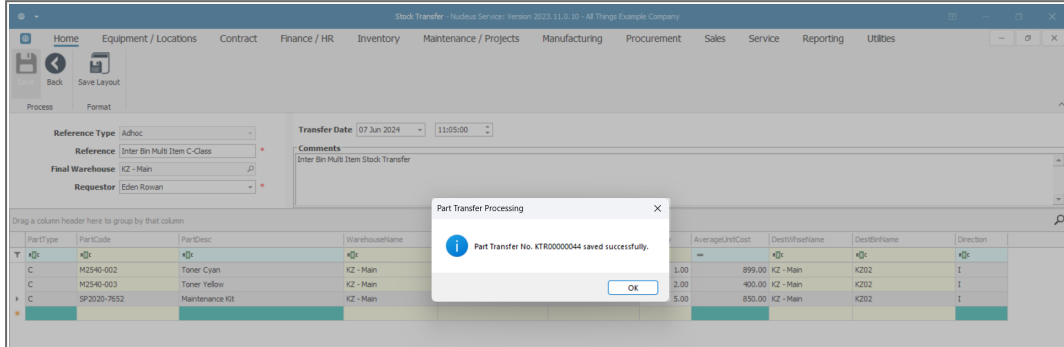 Stock Transfer - Nucleus Service: Version 2023.11.0.10 - All Things Example Company
Home Equipment / Locations Contract Finance / HR Inventory Maintenance / Projects Manufacturing Procurement Sales Service Reporting Utilities
Save Back Save Layout
Process Format
Reference Type Adhoc Transfer Date 07 Jun 2024 11:05:00
Reference Inter Bin Multi Item C-Class * Comments
Inter Bin Multi Item Stock Transfer
Final Warehouse KZ - Main
Requestor Eden Rowan *
Part Transfer Processing
Drag a column header here to group by that column
PartType PartCode PartDesc WarehouseName AverageUnitCost DestWhseName DestBinName Direction
Part Transfer No. KTR00000044 saved successfully.
C M2540-002 Toner Cyan KZ - Main 1.00 899.00 KZ - Main KZ02 I
C M2540-003 Toner Yellow KZ - Main 2.00 400.00 KZ - Main KZ02 I
C SP2020-7652 Maintenance Kit KZ - Main 5.00 850.00 KZ - Main KZ02 I
OK